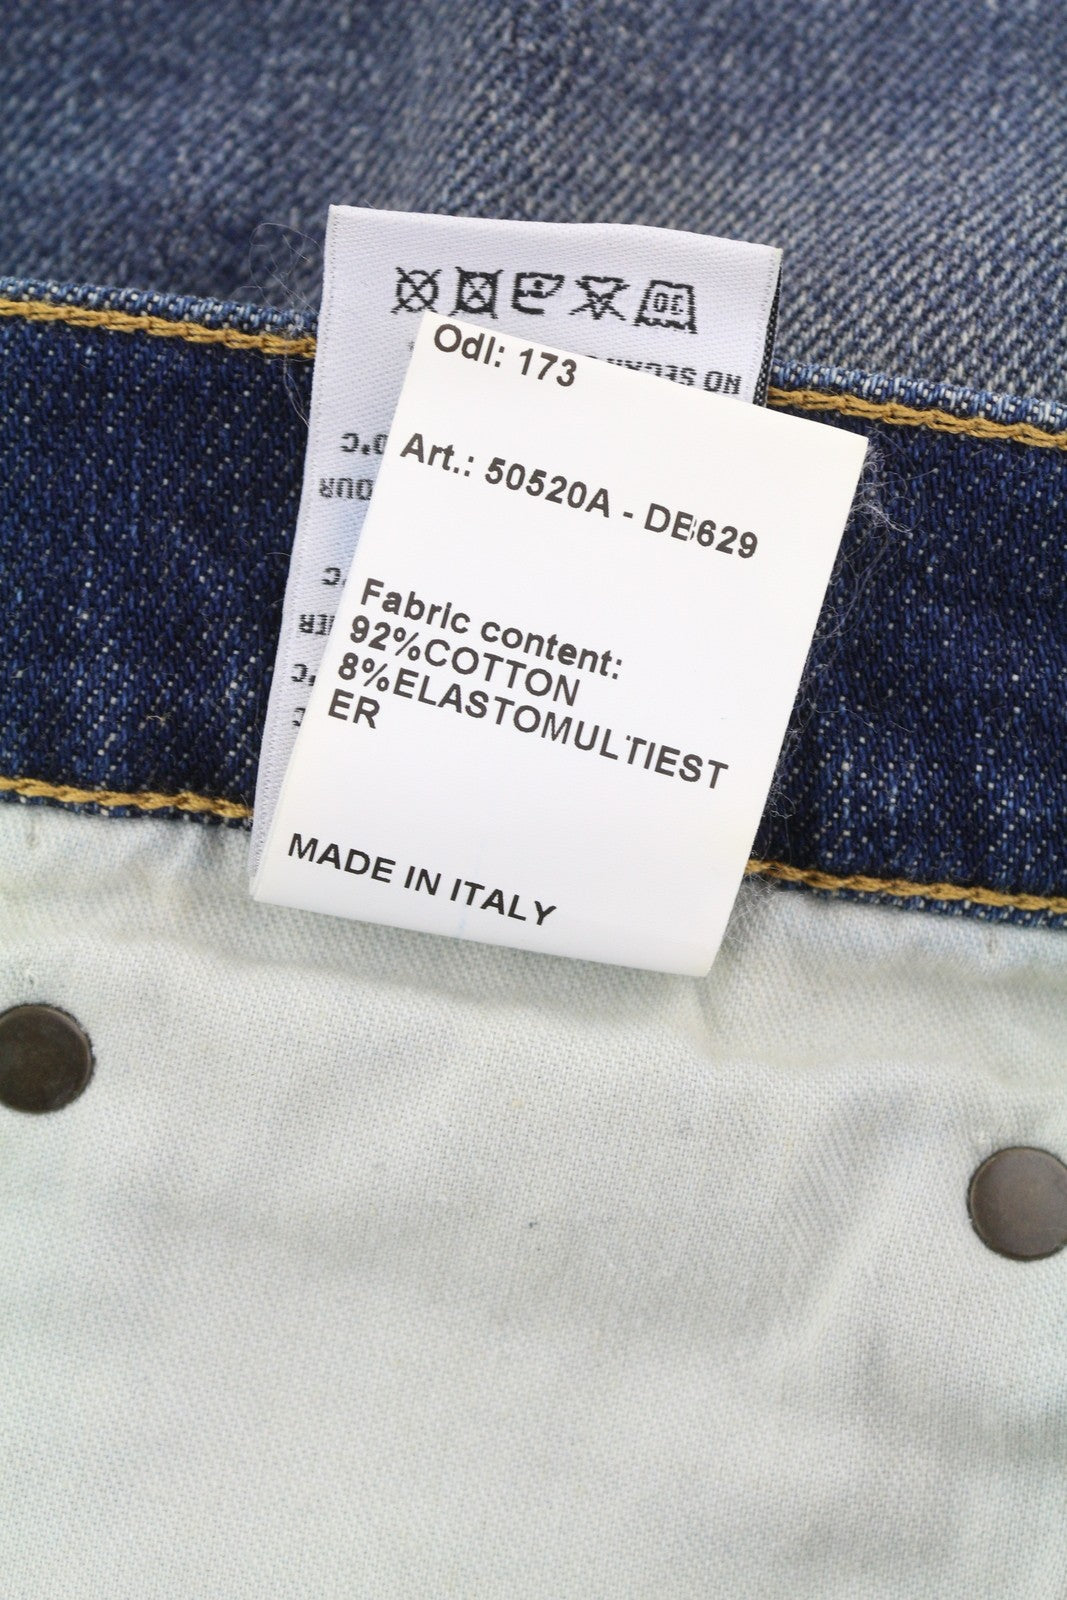 Odl: 173
Art.: 50520A - DE629
Fabric content:
92%COTTON
8%ELASTOMULTIEST
ER
MADE IN ITALY